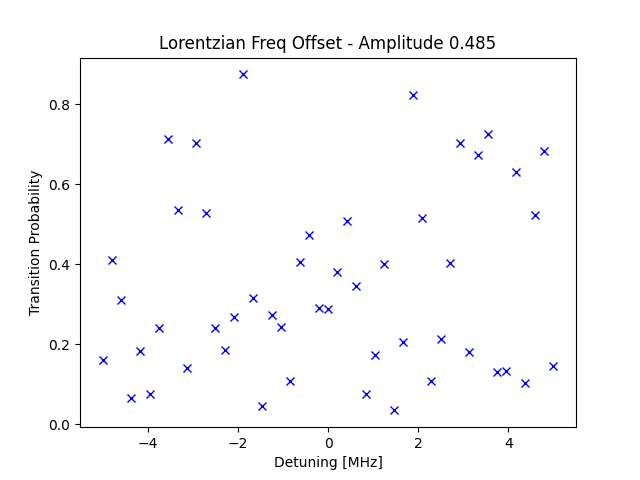 Lorentzian Freq Offset - Amplitude 0.485
Transition Probability
0.8
0.6
0.4
0.2
0.0
−4 −2 0 2 4
Detuning [MHz]